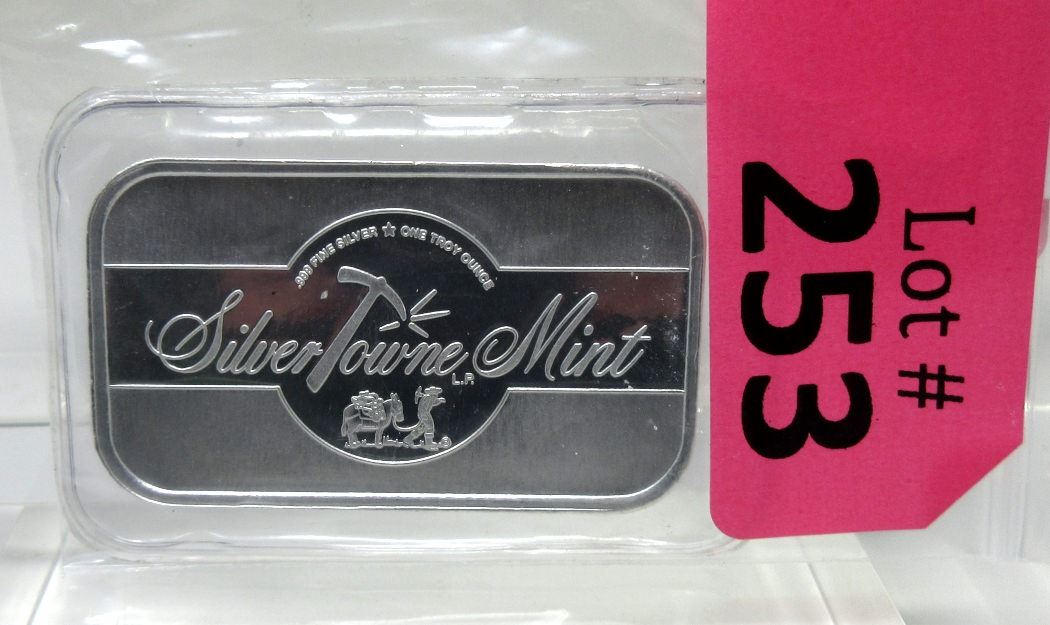 .999 FINE SILVER ★ ONE TROY OUNCE
SilverTowne Mint
L.P.
®
Lot #
253